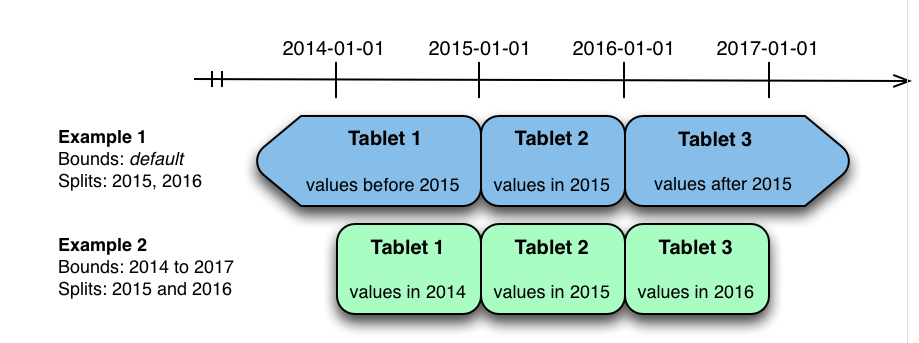 2014-01-01 2015-01-01 2016-01-01 2017-01-01
Example 1
Bounds: default
Splits: 2015, 2016
Tablet 1 Tablet 2 Tablet 3
values before 2015 values in 2015 values after 2015
Example 2
Bounds: 2014 to 2017
Splits: 2015 and 2016
Tablet 1 Tablet 2 Tablet 3
values in 2014 values in 2015 values in 2016